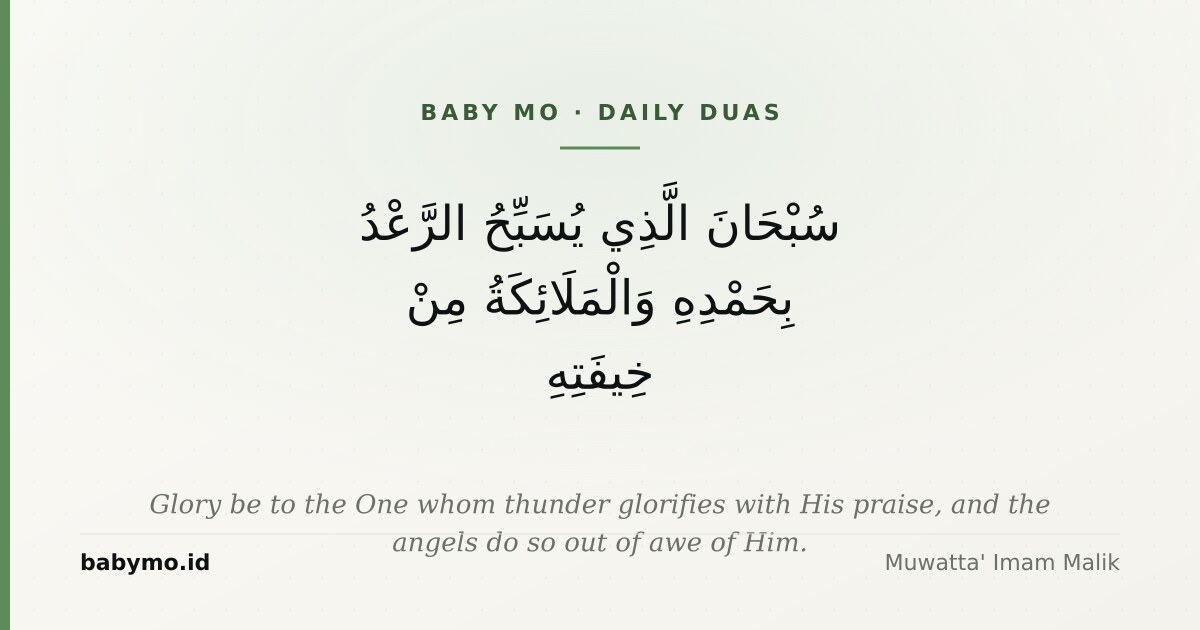 BABY MO · DAILY DUAS
سُبْحَانَ الَّذِي يُسَبِّحُ الرَّعْدُ
بِحَمْدِهِ وَالْمَلَائِكَةُ مِنْ
خِيفَتِهِ
Glory be to the One whom thunder glorifies with His praise, and the
angels do so out of awe of Him.
babymo.id
Muwatta' Imam Malik